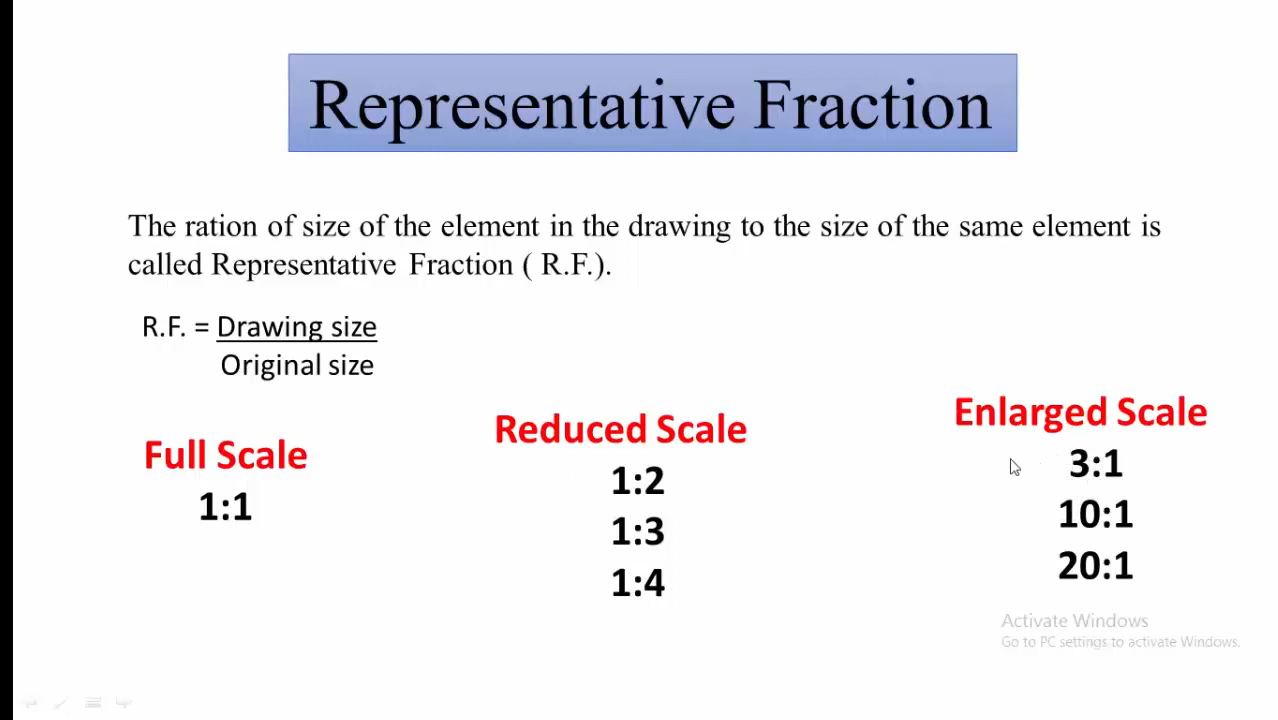 Representative Fraction
The ration of size of the element in the drawing to the size of the same element is
called Representative Fraction ( R.F.).
R.F. = Drawing size
Original size
Full Scale
1:1
Reduced Scale
1:2
1:3
1:4
Enlarged Scale
3:1
10:1
20:1
Activate Windows
Go to PC settings to activate Windows.